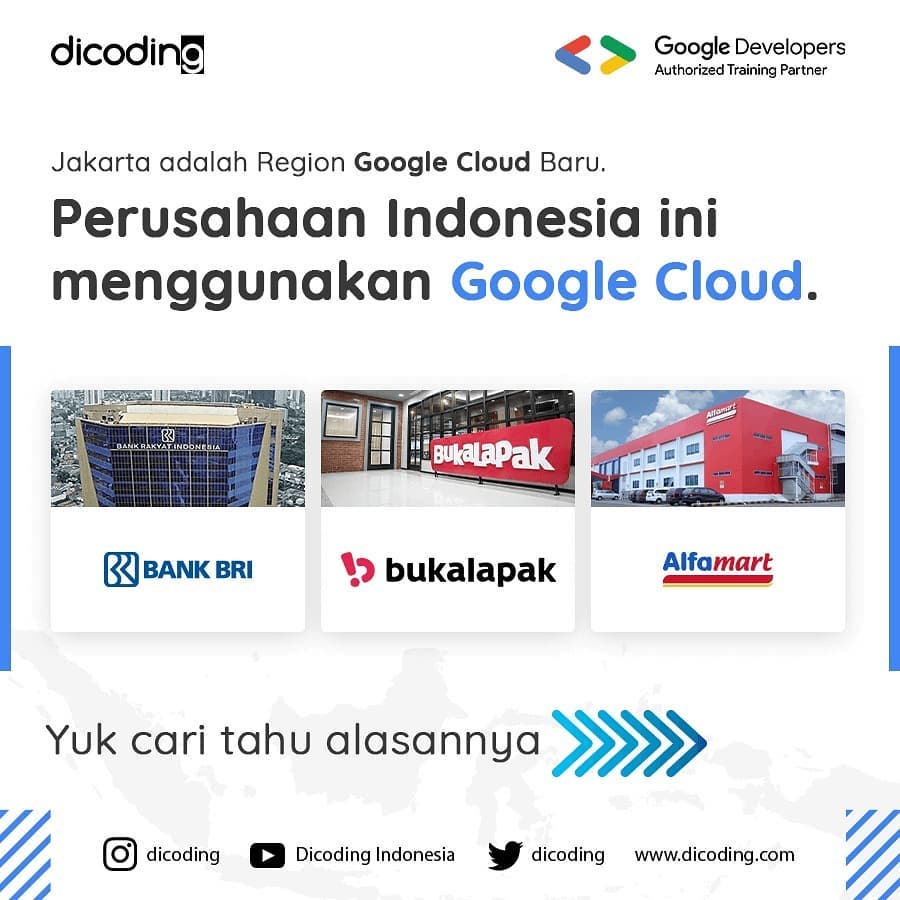 dicoding
Google Developers
Authorized Training Partner
Jakarta adalah Region Google Cloud Baru.
Perusahaan Indonesia ini
menggunakan Google Cloud.
BANK RAKYAT INDONESIA
BukaLapak
Alfamart
BANK BRI
bukalapak
Alfamart
Yuk cari tahu alasannya
dicoding
Dicoding Indonesia
dicoding
www.dicoding.com